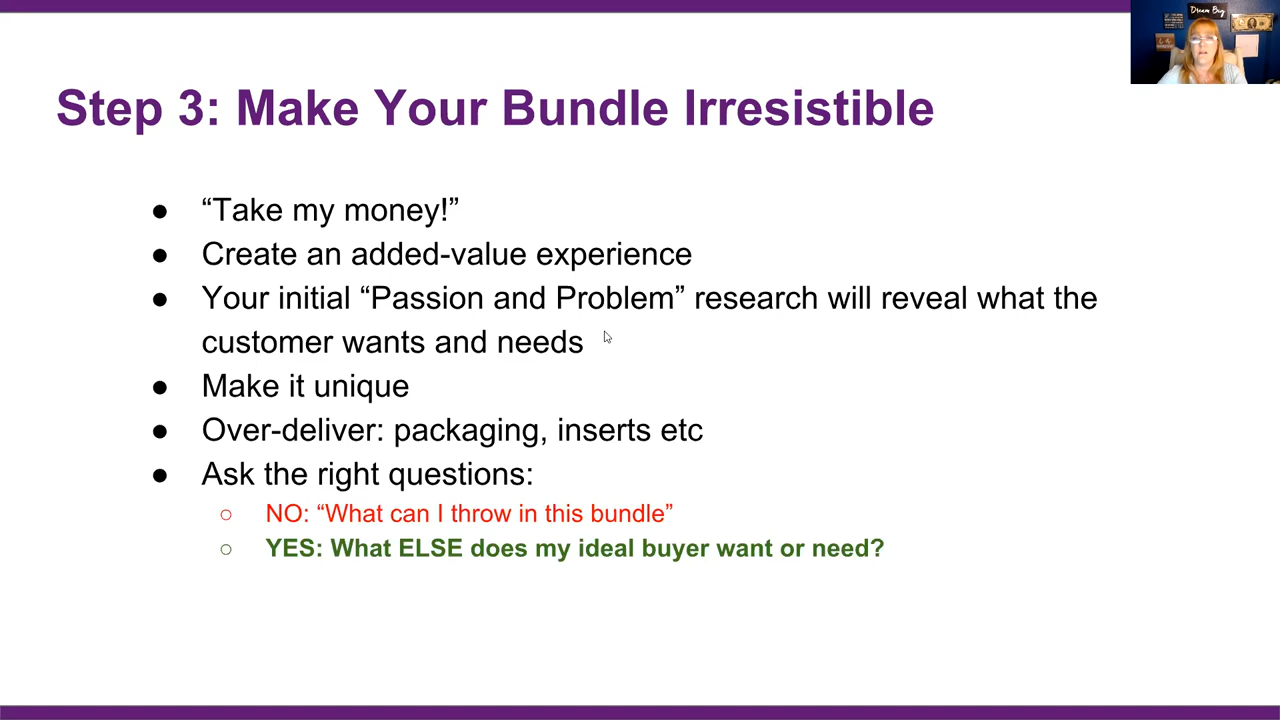 Dream Big
Step 3: Make Your Bundle Irresistible
● “Take my money!”
● Create an added-value experience
● Your initial “Passion and Problem” research will reveal what the
customer wants and needs
● Make it unique
● Over-deliver: packaging, inserts etc
● Ask the right questions:
○ NO: “What can I throw in this bundle”
○ YES: What ELSE does my ideal buyer want or need?